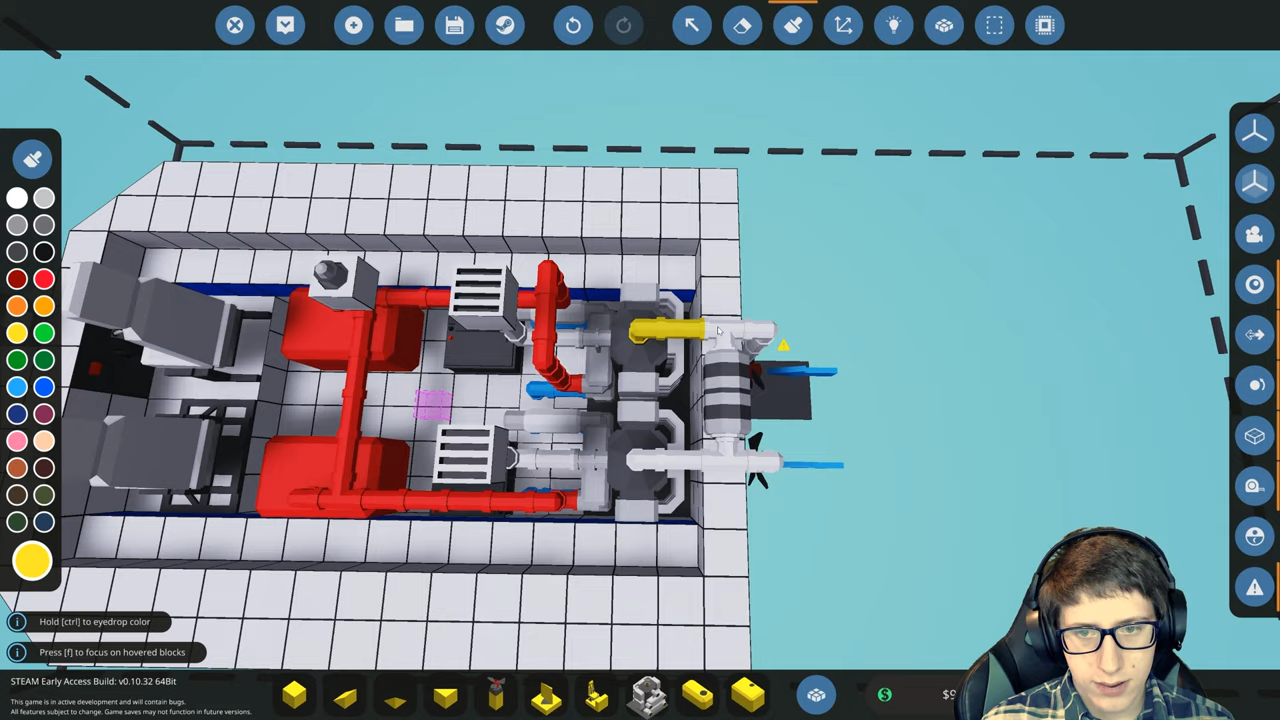 Hold [ctrl] to eyedrop color
Press [f] to focus on hovered blocks
STEAM Early Access Build: v0.10.32 64Bit
This game is in active development and will contain bugs.
All features subject to change. Game saves may not function in future versions.
$
$9